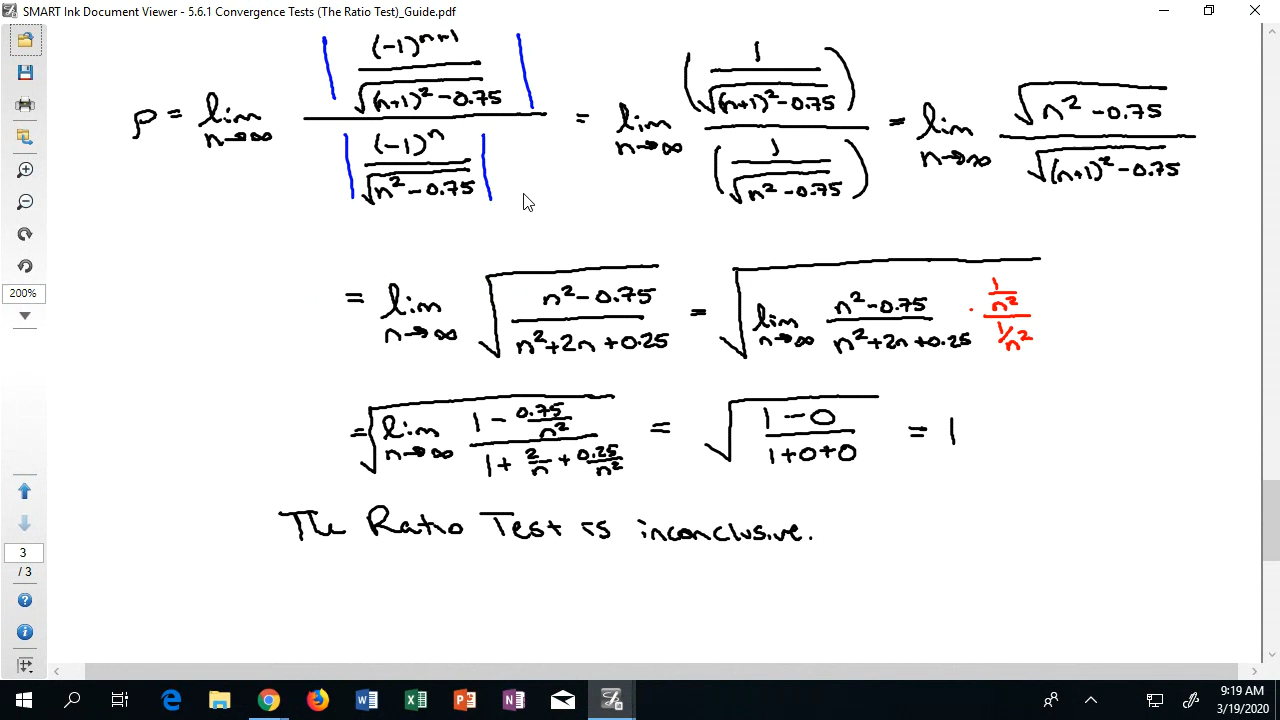 SMART Ink Document Viewer - 5.6.1 Convergence Tests (The Ratio Test)_Guide.pdf
ρ = lim n→∞ |(-1)^(n+1) / √((n+1)² - 0.75)| / |(-1)^n / √(n² - 0.75)| = lim n→∞ (1 / √((n+1)² - 0.75)) / (1 / √(n² - 0.75)) = lim n→∞ √(n² - 0.75) / √((n+1)² - 0.75)
= lim n→∞ √((n² - 0.75) / (n² + 2n + 0.25)) = √(lim n→∞ (n² - 0.75) / (n² + 2n + 0.25) · (1/n²) / (1/n²))
= √(lim n→∞ (1 - 0.75/n²) / (1 + 2/n + 0.25/n²)) = √((1 - 0) / (1 + 0 + 0)) = 1
The Ratio Test is inconclusive.
200%
3
/ 3
9:19 AM
3/19/2020